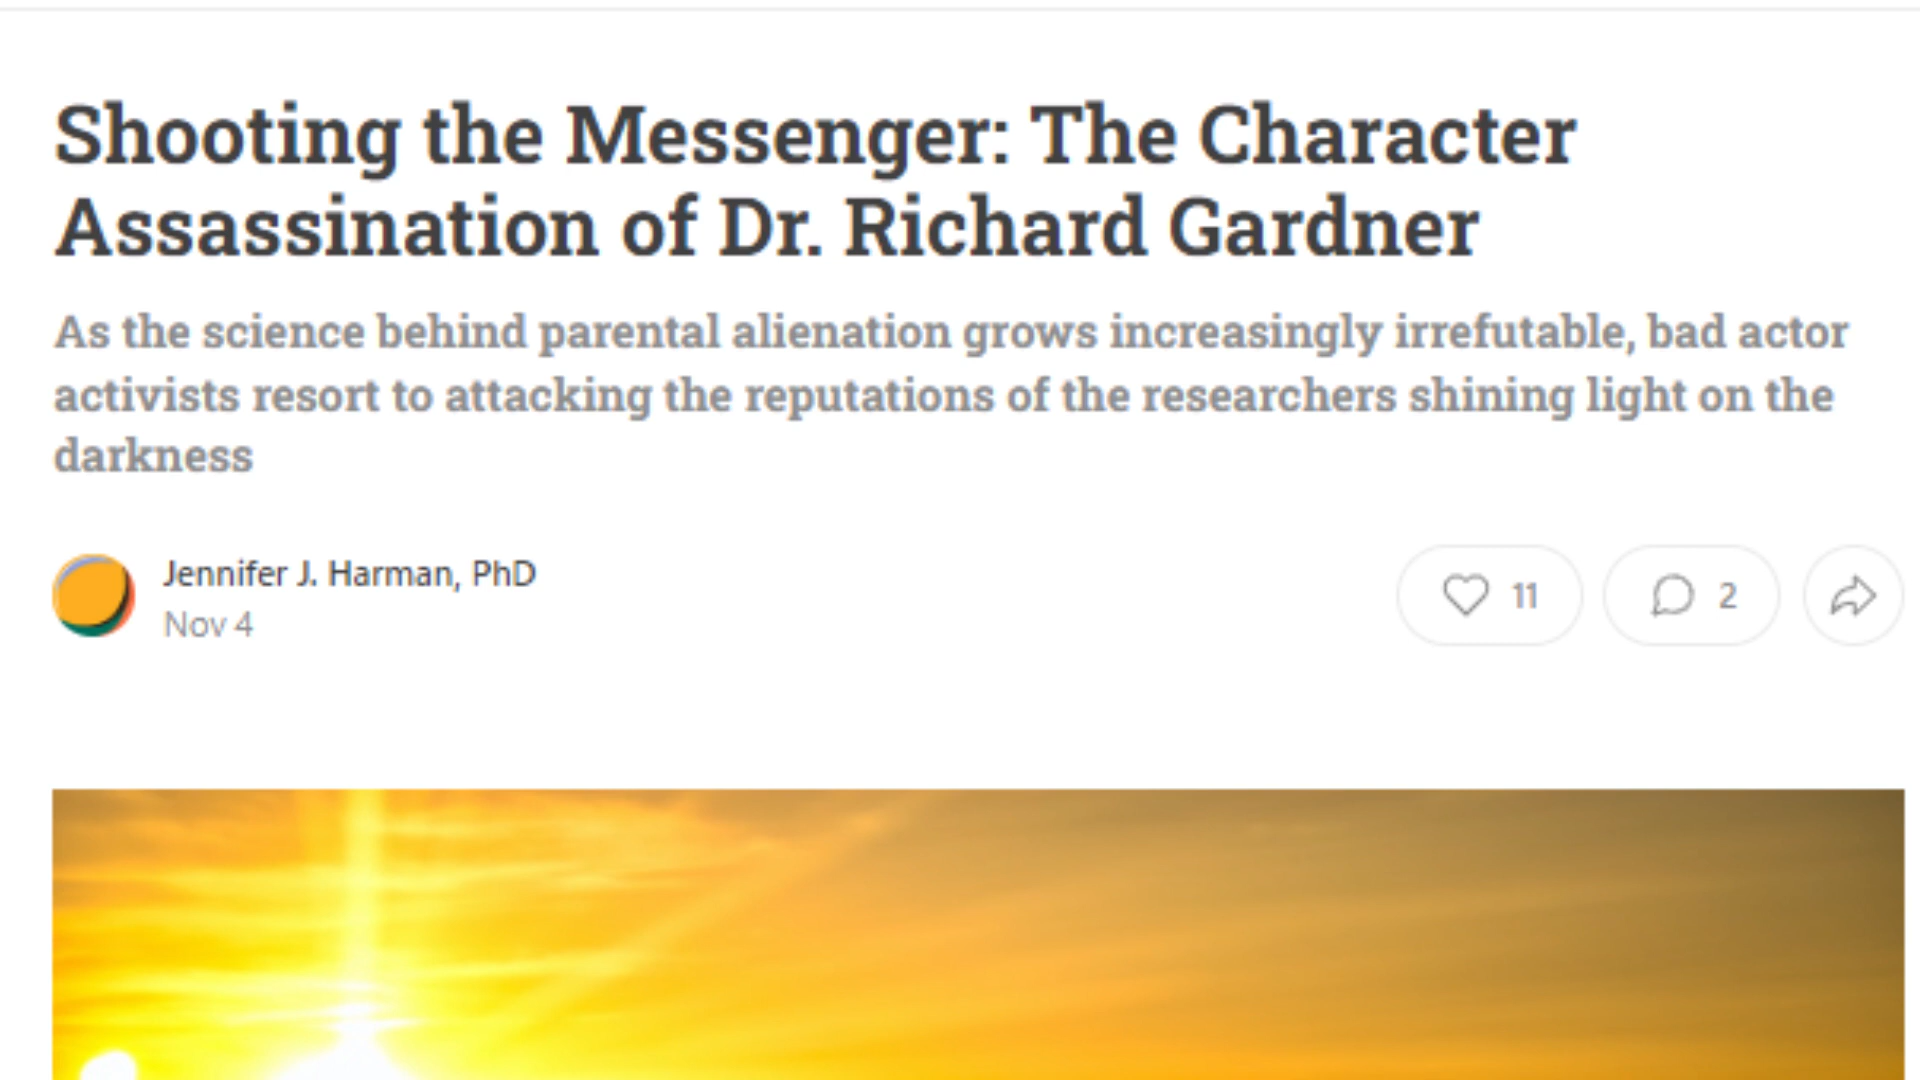 Shooting the Messenger: The Character
Assassination of Dr. Richard Gardner
As the science behind parental alienation grows increasingly irrefutable, bad actor
activists resort to attacking the reputations of the researchers shining light on the
darkness
Jennifer J. Harman, PhD
Nov 4
11
2